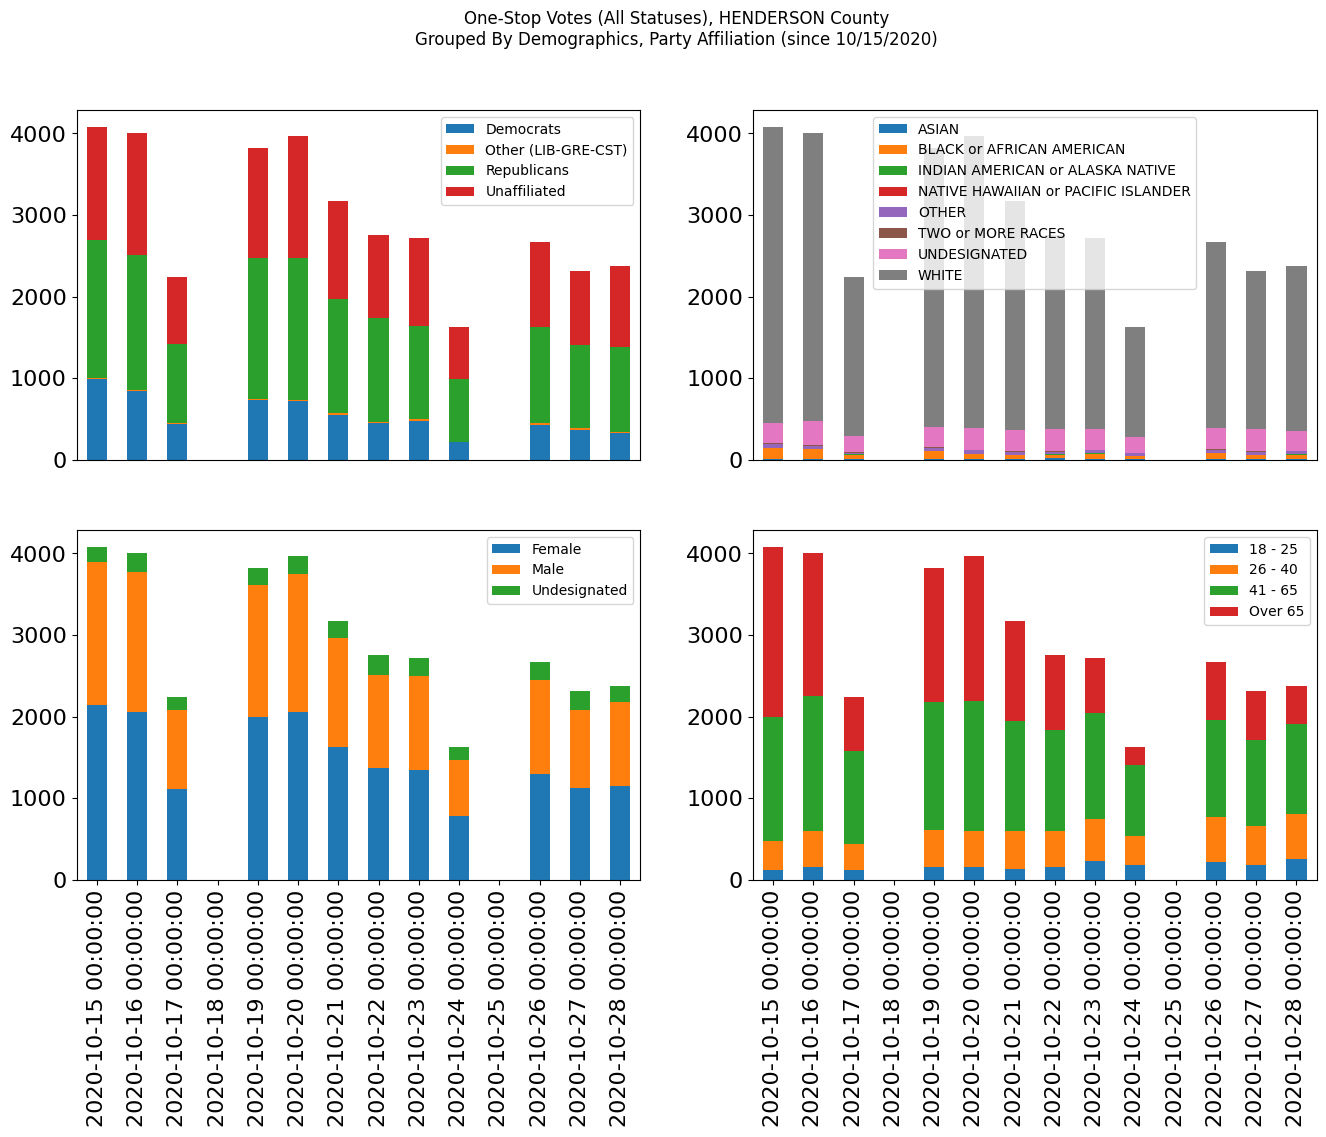 One-Stop Votes (All Statuses), HENDERSON County
Grouped By Demographics, Party Affiliation (since 10/15/2020)
4000
3000
2000
1000
0
Democrats
Other (LIB-GRE-CST)
Republicans
Unaffiliated
4000
3000
2000
1000
0
ASIAN
BLACK or AFRICAN AMERICAN
INDIAN AMERICAN or ALASKA NATIVE
NATIVE HAWAIIAN or PACIFIC ISLANDER
OTHER
TWO or MORE RACES
UNDESIGNATED
WHITE
4000
3000
2000
1000
0
Female
Male
Undesignated
2020-10-15 00:00:00
2020-10-16 00:00:00
2020-10-17 00:00:00
2020-10-18 00:00:00
2020-10-19 00:00:00
2020-10-20 00:00:00
2020-10-21 00:00:00
2020-10-22 00:00:00
2020-10-23 00:00:00
2020-10-24 00:00:00
2020-10-25 00:00:00
2020-10-26 00:00:00
2020-10-27 00:00:00
2020-10-28 00:00:00
4000
3000
2000
1000
0
18 - 25
26 - 40
41 - 65
Over 65
2020-10-15 00:00:00
2020-10-16 00:00:00
2020-10-17 00:00:00
2020-10-18 00:00:00
2020-10-19 00:00:00
2020-10-20 00:00:00
2020-10-21 00:00:00
2020-10-22 00:00:00
2020-10-23 00:00:00
2020-10-24 00:00:00
2020-10-25 00:00:00
2020-10-26 00:00:00
2020-10-27 00:00:00
2020-10-28 00:00:00